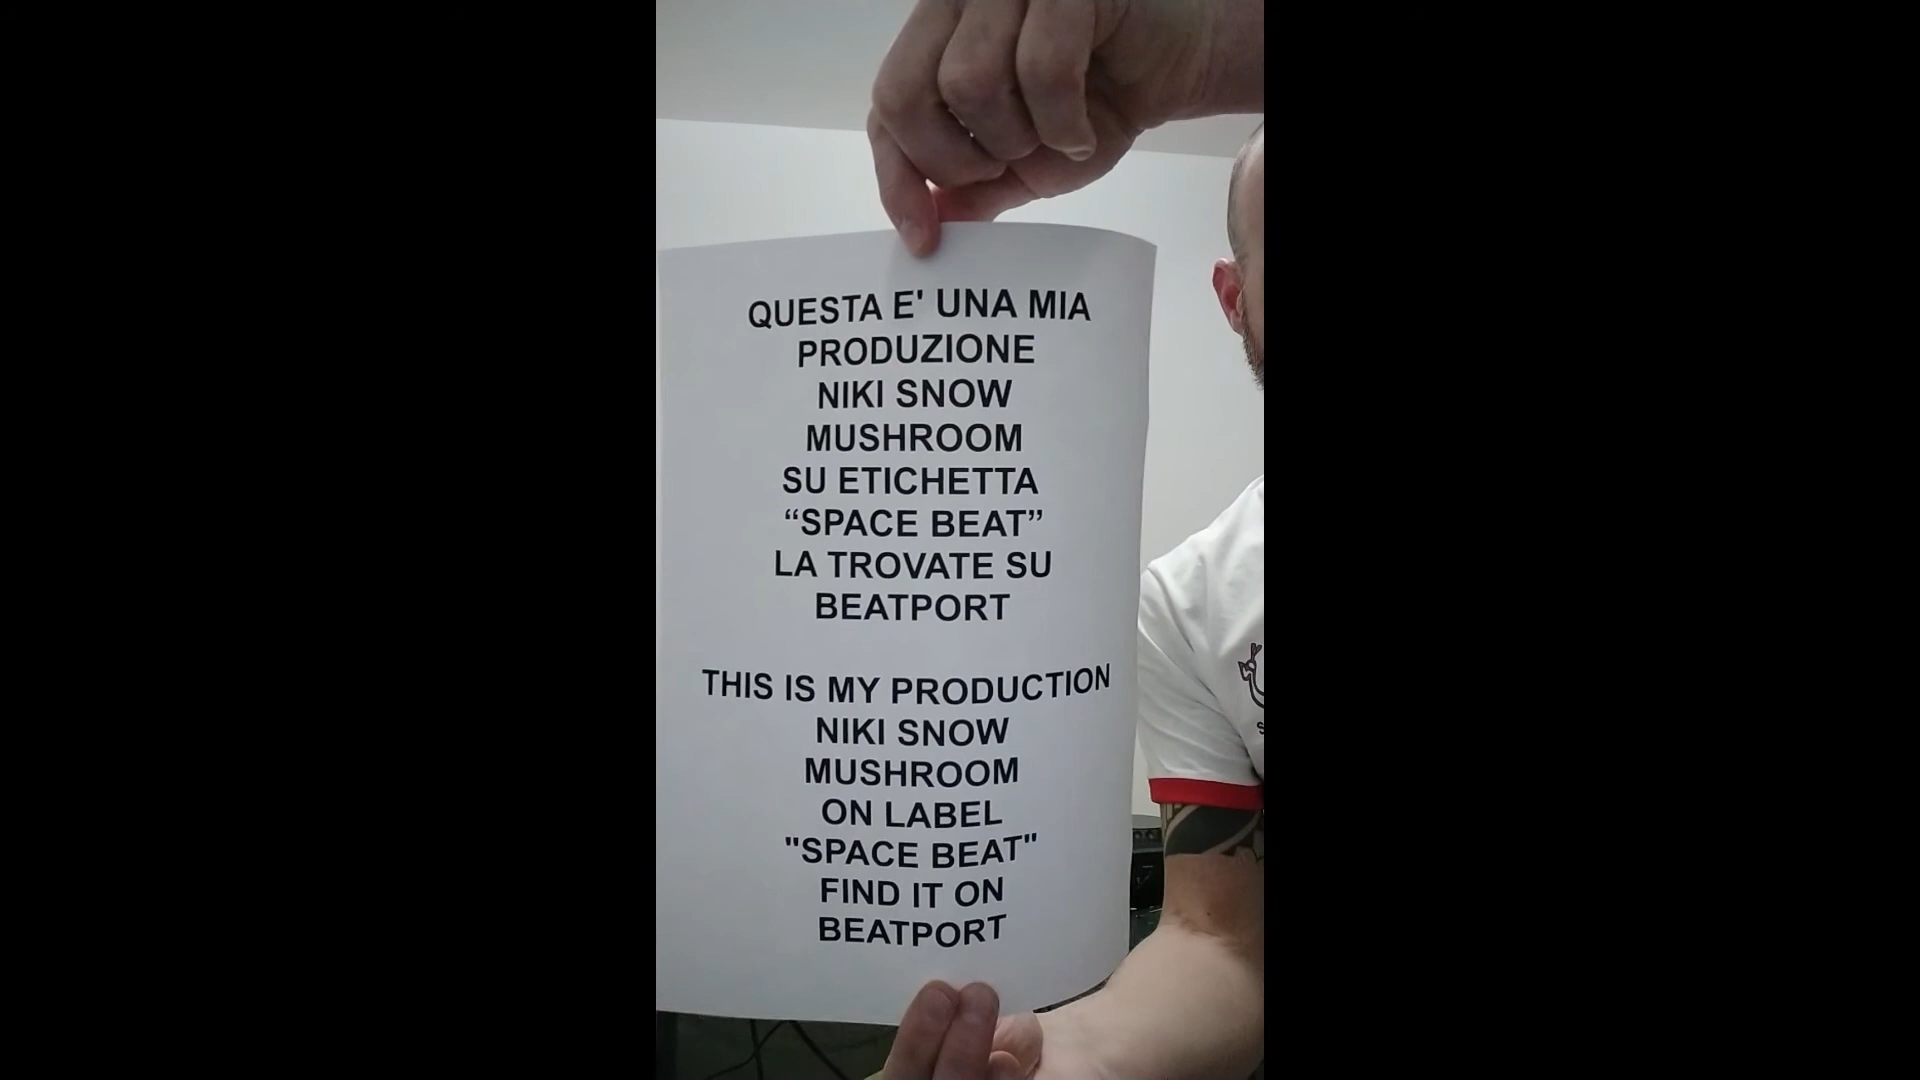 QUESTA E' UNA MIA
PRODUZIONE
NIKI SNOW
MUSHROOM
SU ETICHETTA
“SPACE BEAT”
LA TROVATE SU
BEATPORT
THIS IS MY PRODUCTION
NIKI SNOW
MUSHROOM
ON LABEL
"SPACE BEAT"
FIND IT ON
BEATPORT